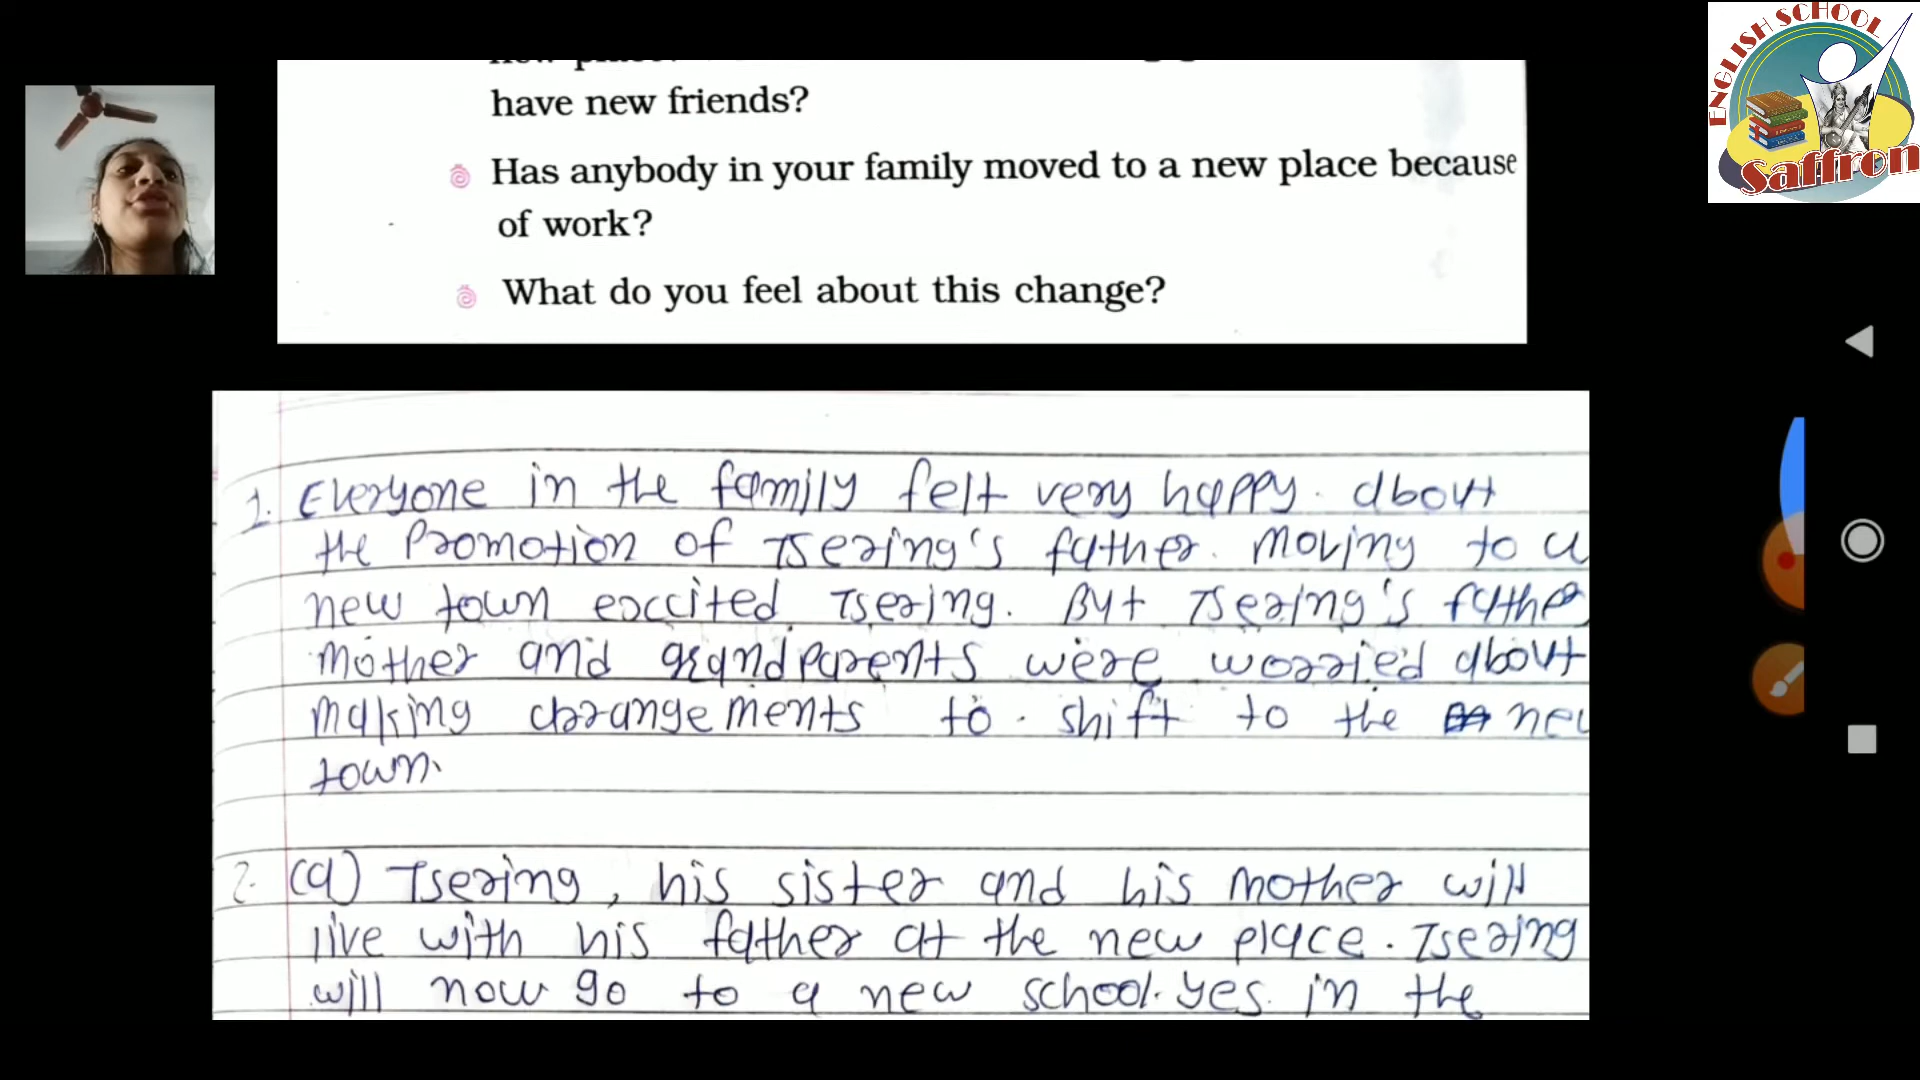 ENGLISH SCHOOL
Saffron
have new friends?
Has anybody in your family moved to a new place because
of work?
What do you feel about this change?
1. Everyone in the family felt very happy. about
the Promotion of Tsering's father. Moving to a
new town exccited Tsering. But Tsering's fathe
mother and grandparents were worried about
making arrangements to shift to the new
town.
2. (a) Tsering, his sister and his mother will
live with his father at the new place. Tsering
will now go to a new school. yes. in the